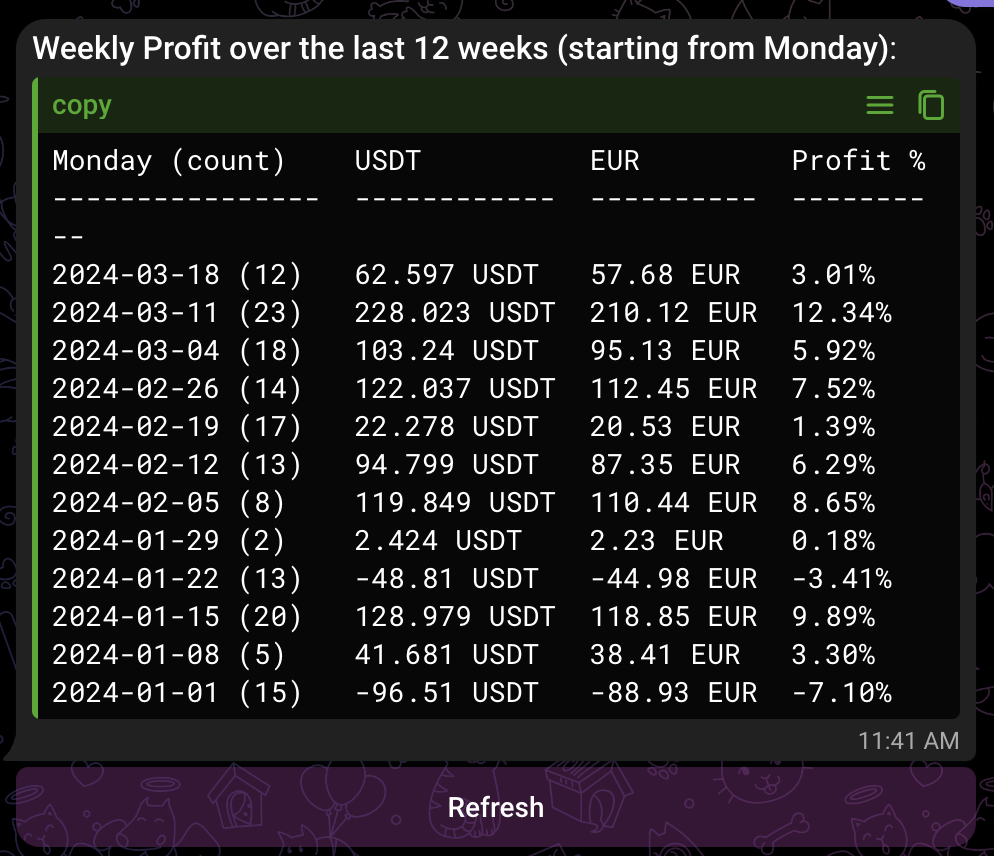 Weekly Profit over the last 12 weeks (starting from Monday):
copy
Monday (count)    USDT          EUR         Profit %
----------------  ------------  ----------  --------
--
2024-03-18 (12)   62.597 USDT   57.68 EUR   3.01%
2024-03-11 (23)   228.023 USDT  210.12 EUR  12.34%
2024-03-04 (18)   103.24 USDT   95.13 EUR   5.92%
2024-02-26 (14)   122.037 USDT  112.45 EUR  7.52%
2024-02-19 (17)   22.278 USDT   20.53 EUR   1.39%
2024-02-12 (13)   94.799 USDT   87.35 EUR   6.29%
2024-02-05 (8)    119.849 USDT  110.44 EUR  8.65%
2024-01-29 (2)    2.424 USDT    2.23 EUR    0.18%
2024-01-22 (13)   -48.81 USDT   -44.98 EUR  -3.41%
2024-01-15 (20)   128.979 USDT  118.85 EUR  9.89%
2024-01-08 (5)    41.681 USDT   38.41 EUR   3.30%
2024-01-01 (15)   -96.51 USDT   -88.93 EUR  -7.10%
11:41 AM
Refresh